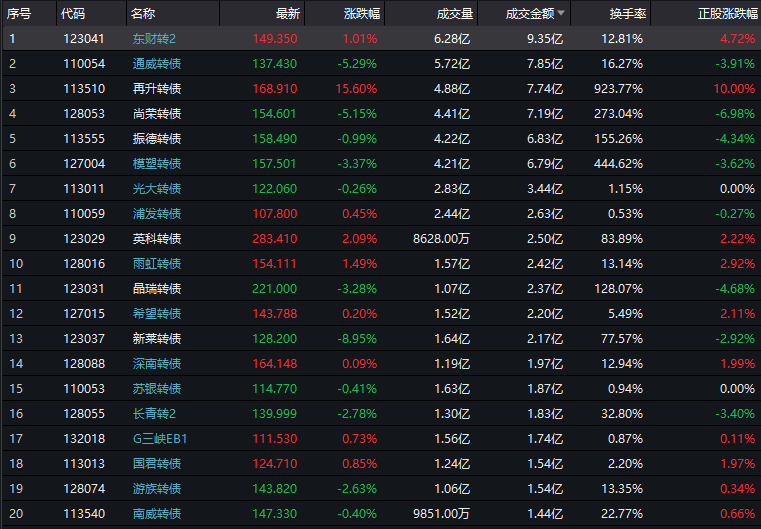 序号 代码 名称 最新 涨跌幅 成交量 成交金额 换手率 正股涨跌幅
1 123041 东财转2 149.350 1.01% 6.28亿 9.35亿 12.81% 4.72%
2 110054 通威转债 137.430 -5.29% 5.72亿 7.85亿 16.27% -3.91%
3 113510 再升转债 168.910 15.60% 4.88亿 7.74亿 923.77% 10.00%
4 128053 尚荣转债 154.601 -5.15% 4.41亿 7.19亿 273.04% -6.98%
5 113555 振德转债 158.490 -0.99% 4.22亿 6.83亿 155.26% -4.34%
6 127004 模塑转债 157.501 -3.37% 4.21亿 6.79亿 444.62% -3.62%
7 113011 光大转债 122.060 -0.26% 2.83亿 3.44亿 1.15% 0.00%
8 110059 浦发转债 107.800 0.45% 2.44亿 2.63亿 0.53% -0.27%
9 123029 英科转债 283.410 2.09% 8628.00万 2.50亿 83.89% 2.22%
10 128016 雨虹转债 154.111 1.49% 1.57亿 2.42亿 13.14% 2.92%
11 123031 晶瑞转债 221.000 -3.28% 1.07亿 2.37亿 128.07% -4.68%
12 127015 希望转债 143.788 0.20% 1.52亿 2.20亿 5.49% 2.11%
13 123037 新莱转债 128.200 -8.95% 1.64亿 2.17亿 77.57% -2.92%
14 128088 深南转债 164.148 0.09% 1.19亿 1.97亿 12.94% 1.99%
15 110053 苏银转债 114.770 -0.41% 1.63亿 1.87亿 0.94% 0.00%
16 128055 长青转2 139.999 -2.78% 1.30亿 1.83亿 32.80% -3.40%
17 132018 G三峡EB1 111.530 0.73% 1.56亿 1.74亿 0.87% 0.11%
18 113013 国君转债 124.710 0.85% 1.24亿 1.54亿 2.20% 1.97%
19 128074 游族转债 143.820 -2.63% 1.06亿 1.54亿 13.35% 0.34%
20 113540 南威转债 147.330 -0.40% 9851.00万 1.44亿 22.77% 0.66%